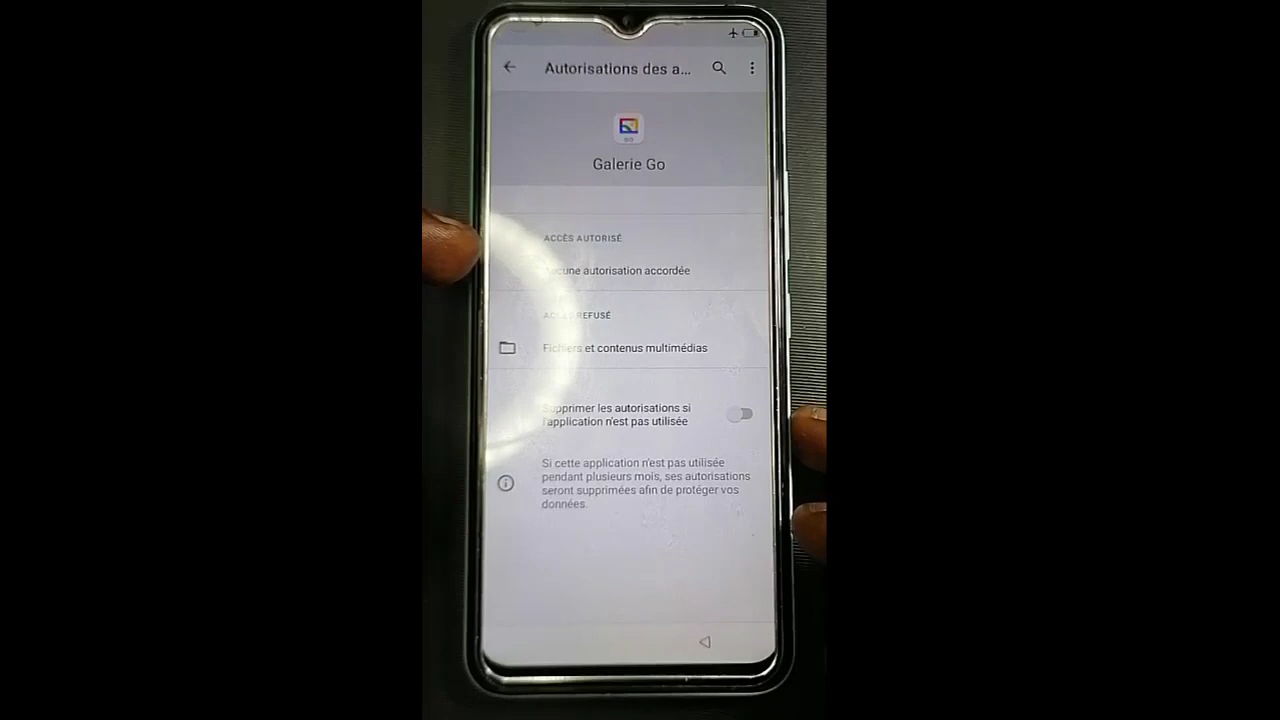 Autorisations des a...
GO
Galerie Go
ACCÈS AUTORISÉ
Aucune autorisation accordée
ACCÈS REFUSÉ
Fichiers et contenus multimédias
Supprimer les autorisations si
l'application n'est pas utilisée
Si cette application n'est pas utilisée
pendant plusieurs mois, ses autorisations
seront supprimées afin de protéger vos
données.